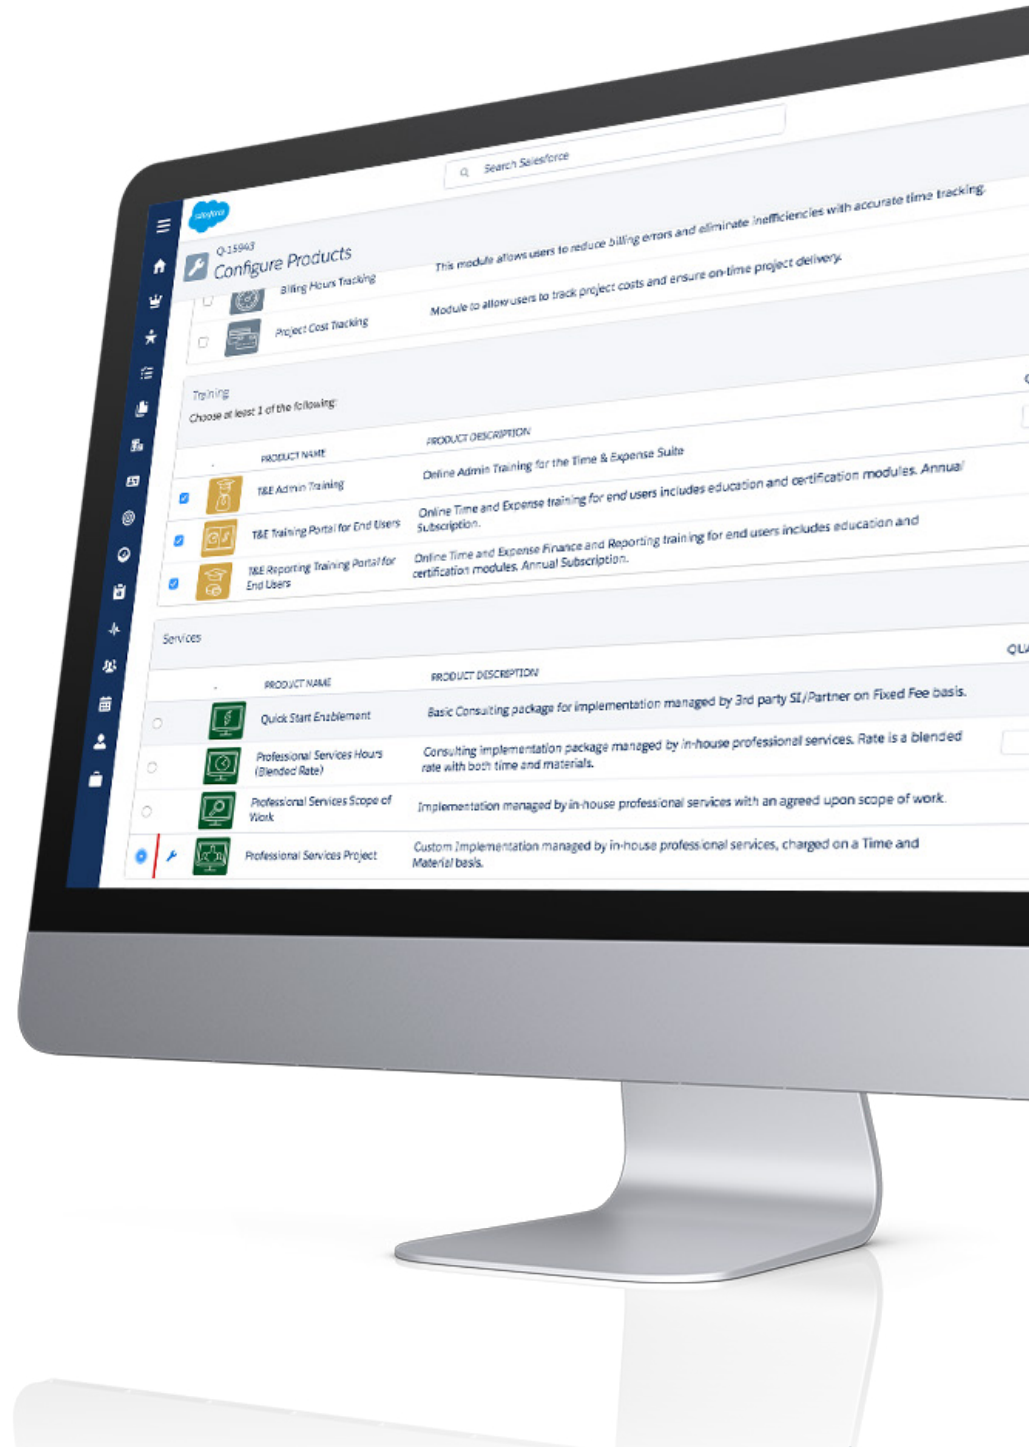 Search Salesforce
salesforce
Q-15943
Configure Products
Billing Hours Tracking
This module allows users to reduce billing errors and eliminate inefficiencies with accurate time tracking.
Project Cost Tracking
Module to allow users to track project costs and ensure on-time project delivery.
Training
Choose at least 1 of the following:
PRODUCT NAME
PRODUCT DESCRIPTION
T&E Admin Training
Online Admin Training for the Time & Expense Suite
T&E Training Portal for End Users
Online Time and Expense training for end users includes education and certification modules. Annual
Subscription.
T&E Reporting Training Portal for
End Users
Online Time and Expense Finance and Reporting training for end users includes education and
certification modules. Annual Subscription.
Services
QUA
PRODUCT NAME
PRODUCT DESCRIPTION
Quick Start Enablement
Basic Consulting package for implementation managed by 3rd party SI/Partner on Fixed Fee basis.
Professional Services Hours
(Blended Rate)
Consulting implementation package managed by in-house professional services. Rate is a blended
rate with both time and materials.
Professional Services Scope of
Work
Implementation managed by in-house professional services with an agreed upon scope of work.
Professional Services Project
Custom Implementation managed by in-house professional services, charged on a Time and
Material basis.